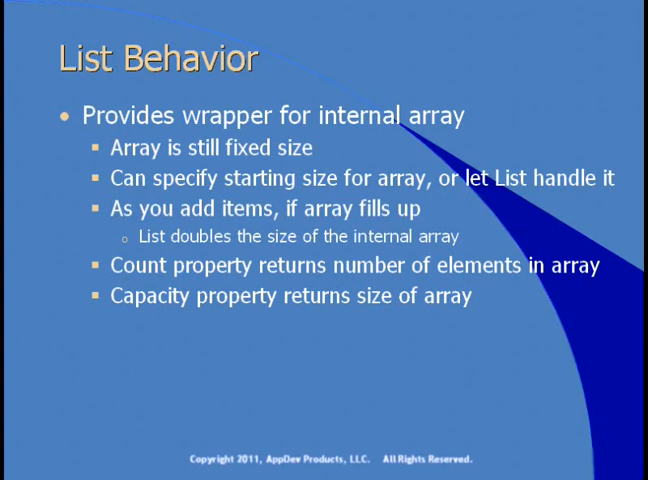 List Behavior
Provides wrapper for internal array
Array is still fixed size
Can specify starting size for array, or let List handle it
As you add items, if array fills up
List doubles the size of the internal array
Count property returns number of elements in array
Capacity property returns size of array
Copyright 2011, AppDev Products, LLC. All Rights Reserved.